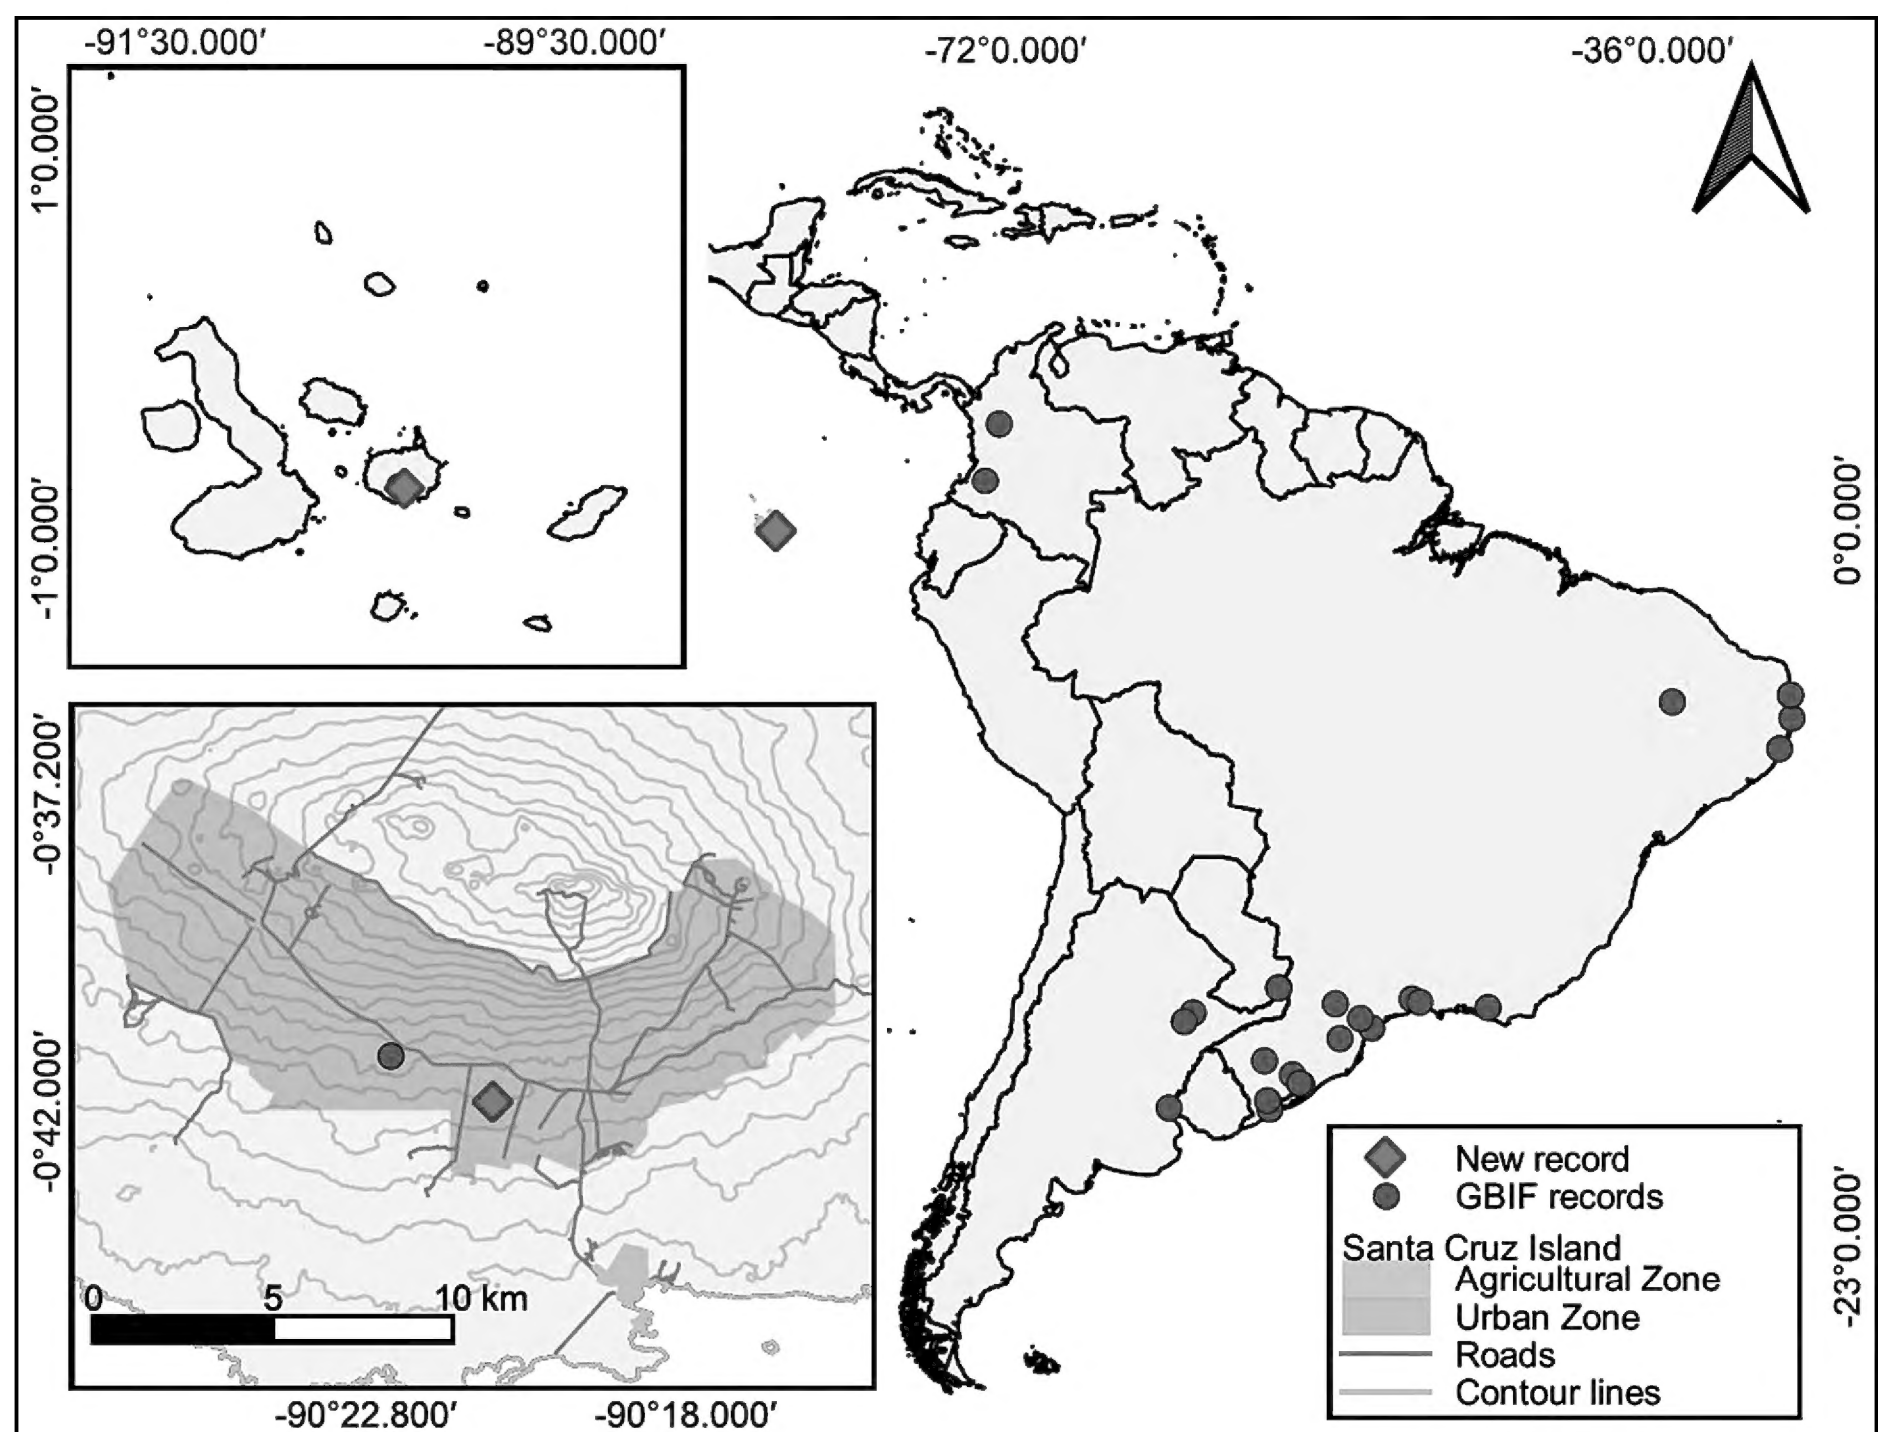 -91°30.000′ -89°30.000′ -72°0.000′ -36°0.000′
1°0.000′
-1°0.000′
0°0.000′
-0°37.200′
-0°42.000′
-23°0.000′
0 5 10 km
-90°22.800′ -90°18.000′
New record
GBIF records
Santa Cruz Island
Agricultural Zone
Urban Zone
Roads
Contour lines